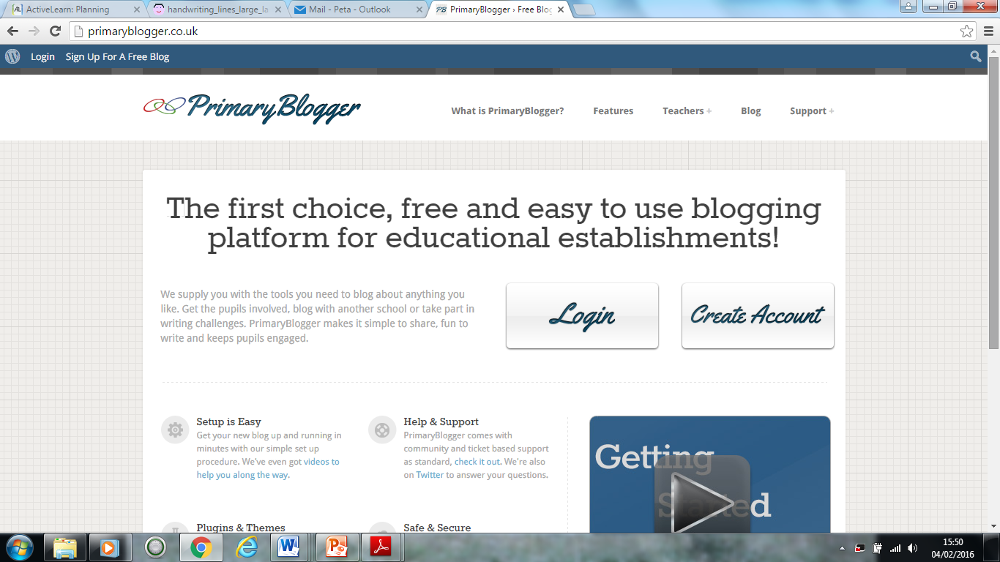 ActiveLearn: Planning
handwriting_lines_large_la
Mail - Peta - Outlook
PrimaryBlogger › Free Blog
primaryblogger.co.uk
Login
Sign Up For A Free Blog
PrimaryBlogger
What is PrimaryBlogger?
Features
Teachers +
Blog
Support +
The first choice, free and easy to use blogging
platform for educational establishments!
We supply you with the tools you need to blog about anything you
like. Get the pupils involved, blog with another school or take part in
writing challenges. PrimaryBlogger makes it simple to share, fun to
write and keeps pupils engaged.
Login
Create Account
Setup is Easy
Get your new blog up and running in
minutes with our simple set up
procedure. We've even got videos to
help you along the way.
Help & Support
PrimaryBlogger comes with
community and ticket based support
as standard, check it out. We're also
on Twitter to answer your questions.
Getting
Started
Plugins & Themes
Safe & Secure
15:50
04/02/2016